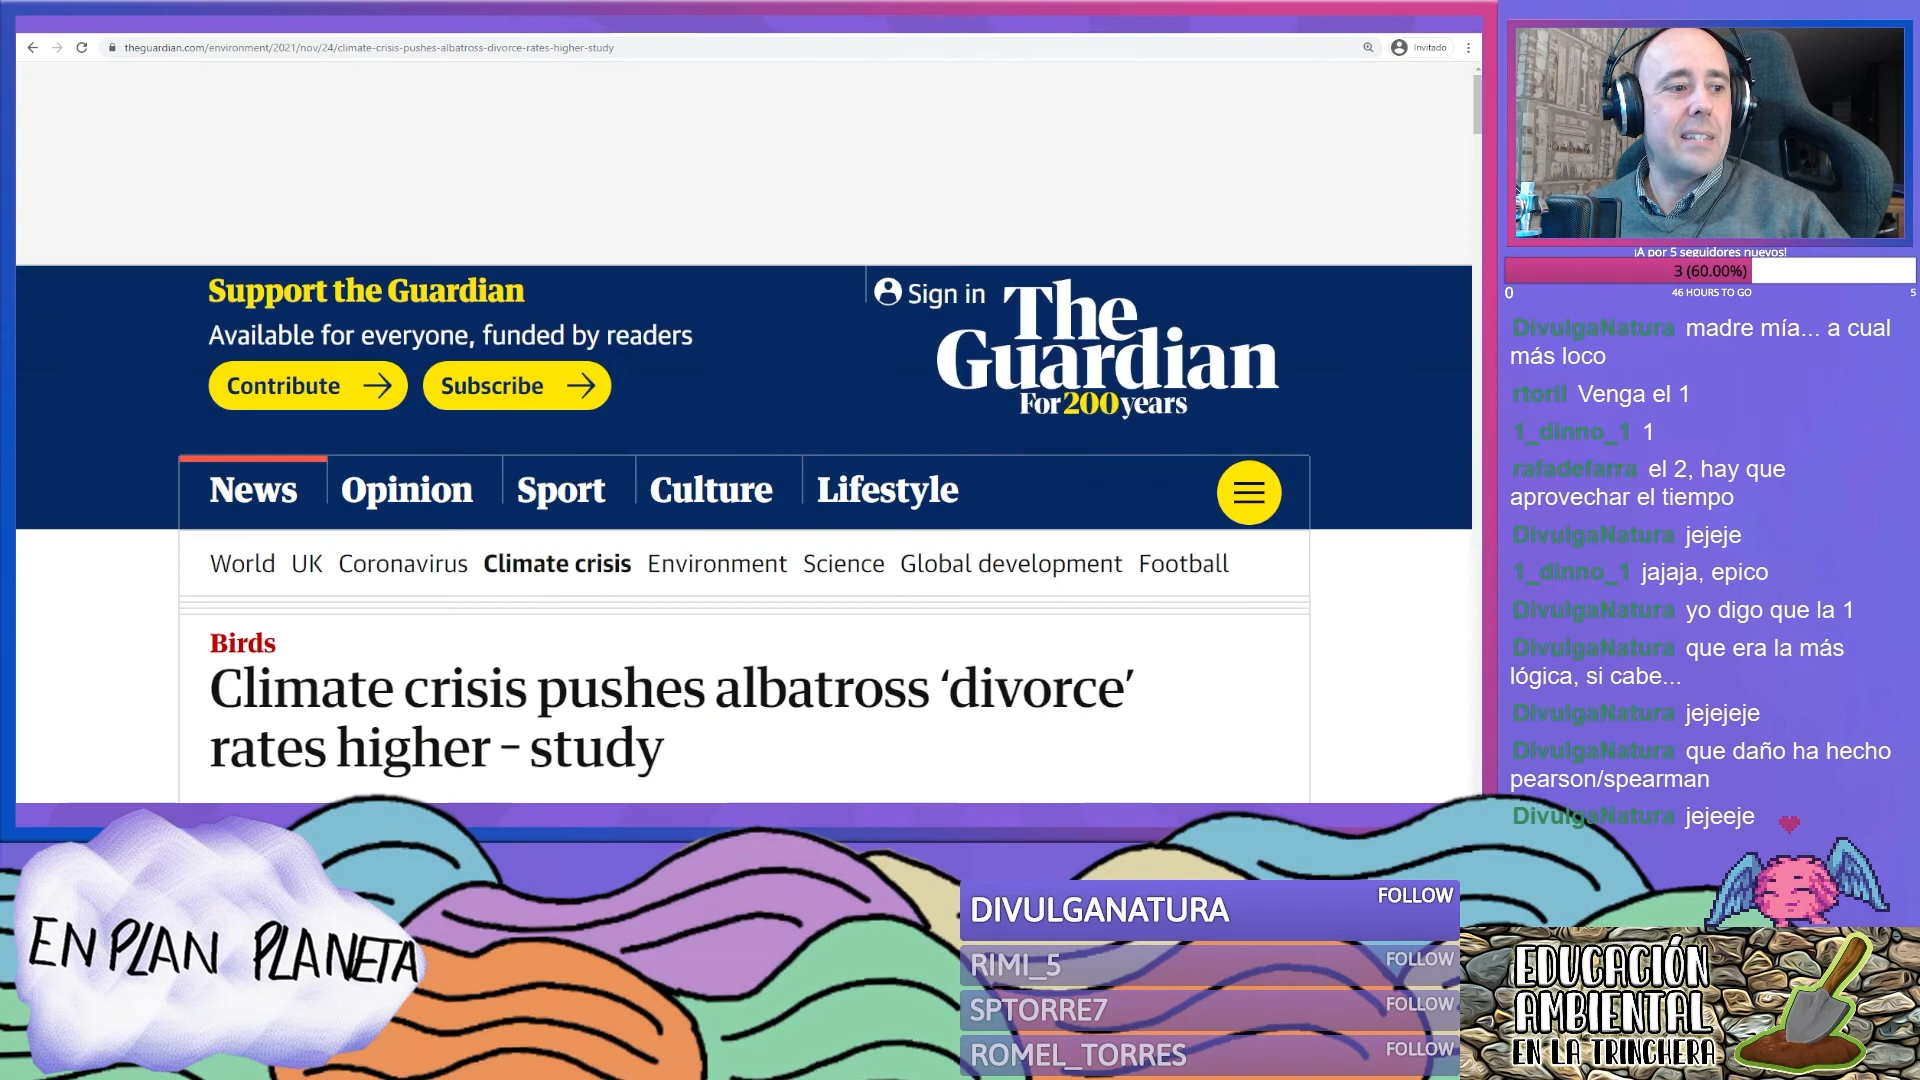 theguardian.com/environment/2021/nov/24/climate-crisis-pushes-albatross-divorce-rates-higher-study
Invitado
Support the Guardian
Available for everyone, funded by readers
Contribute
Subscribe
Sign in
The
Guardian
For 200 years
News
Opinion
Sport
Culture
Lifestyle
World
UK
Coronavirus
Climate crisis
Environment
Science
Global development
Football
Birds
Climate crisis pushes albatross ‘divorce’
rates higher – study
¡A por 5 seguidores nuevos!
3 (60.00%)
0
46 HOURS TO GO
5
DivulgaNatura madre mía... a cual
más loco
rtorll Venga el 1
1_dinno_1 1
rafadefarra el 2, hay que
aprovechar el tiempo
DivulgaNatura jejeje
1_dinno_1 jajaja, epico
DivulgaNatura yo digo que la 1
DivulgaNatura que era la más
lógica, si cabe...
DivulgaNatura jejejeje
DivulgaNatura que daño ha hecho
pearson/spearman
DivulgaNatura jejeeje
EN PLAN PLANETA
DIVULGANATURA FOLLOW
RIMI_5 FOLLOW
SPTORRE7 FOLLOW
ROMEL_TORRES FOLLOW
EDUCACIÓN
AMBIENTAL
EN LA TRINCHERA